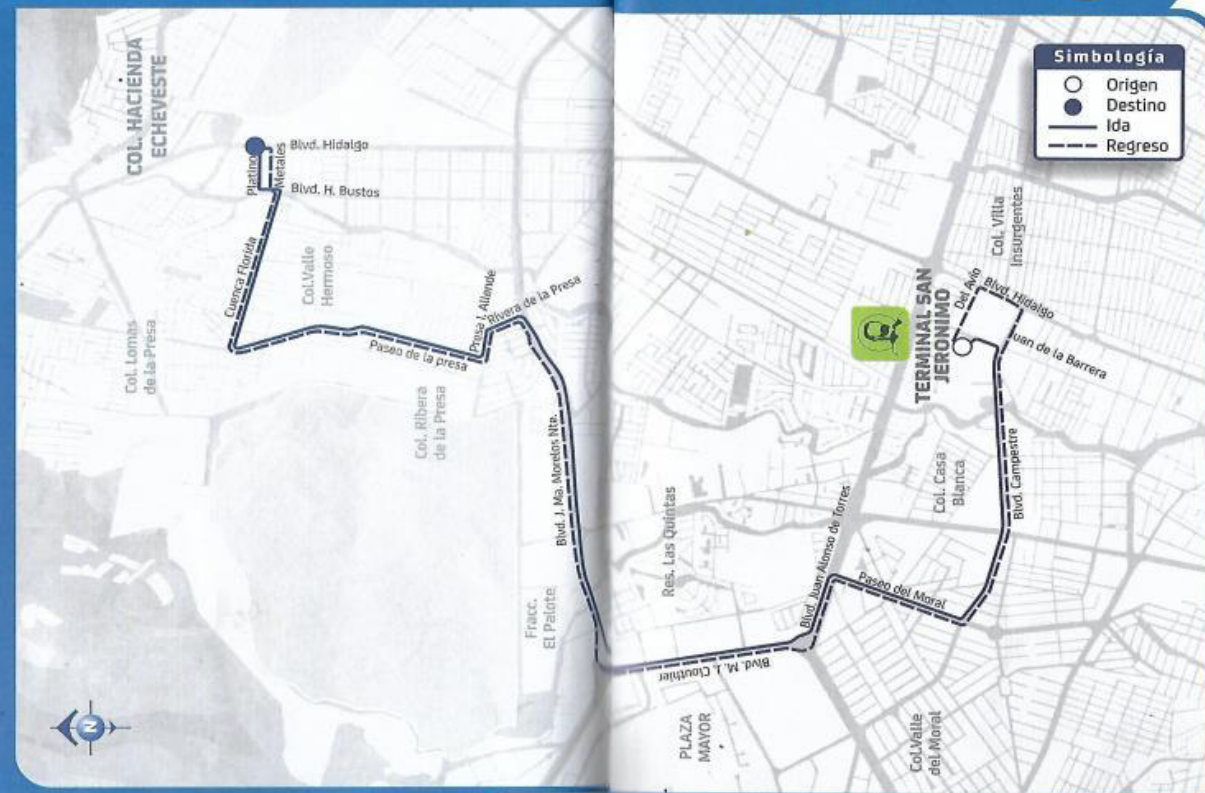 Simbología
Origen
Destino
Ida
Regreso
COL. HACIENDA
ECHEVESTE
Blvd. Hidalgo
Platino
Metales
Blvd. H. Bustos
Cuenca Florida
Col.Valle
Hermoso
Col. Lomas
de la Presa
Presa I. Allende
Rivera de la Presa
Paseo de la presa
Col. Ribera
de la Presa
Blvd. J. Ma. Morelos Nte.
Fracc.
El Palote
N
Col. Villa
Insurgentes
Del Avío
Blvd. Hidalgo
TERMINAL SAN
JERONIMO
Juan de la Barrera
Blvd. Campestre
Col. Casa
Blanca
Res. Las Quintas
Blvd. Juan Alonso de Torres
Paseo del Moral
Blvd. M. J. Clouthier
PLAZA
MAYOR
Col.Valle
del Moral